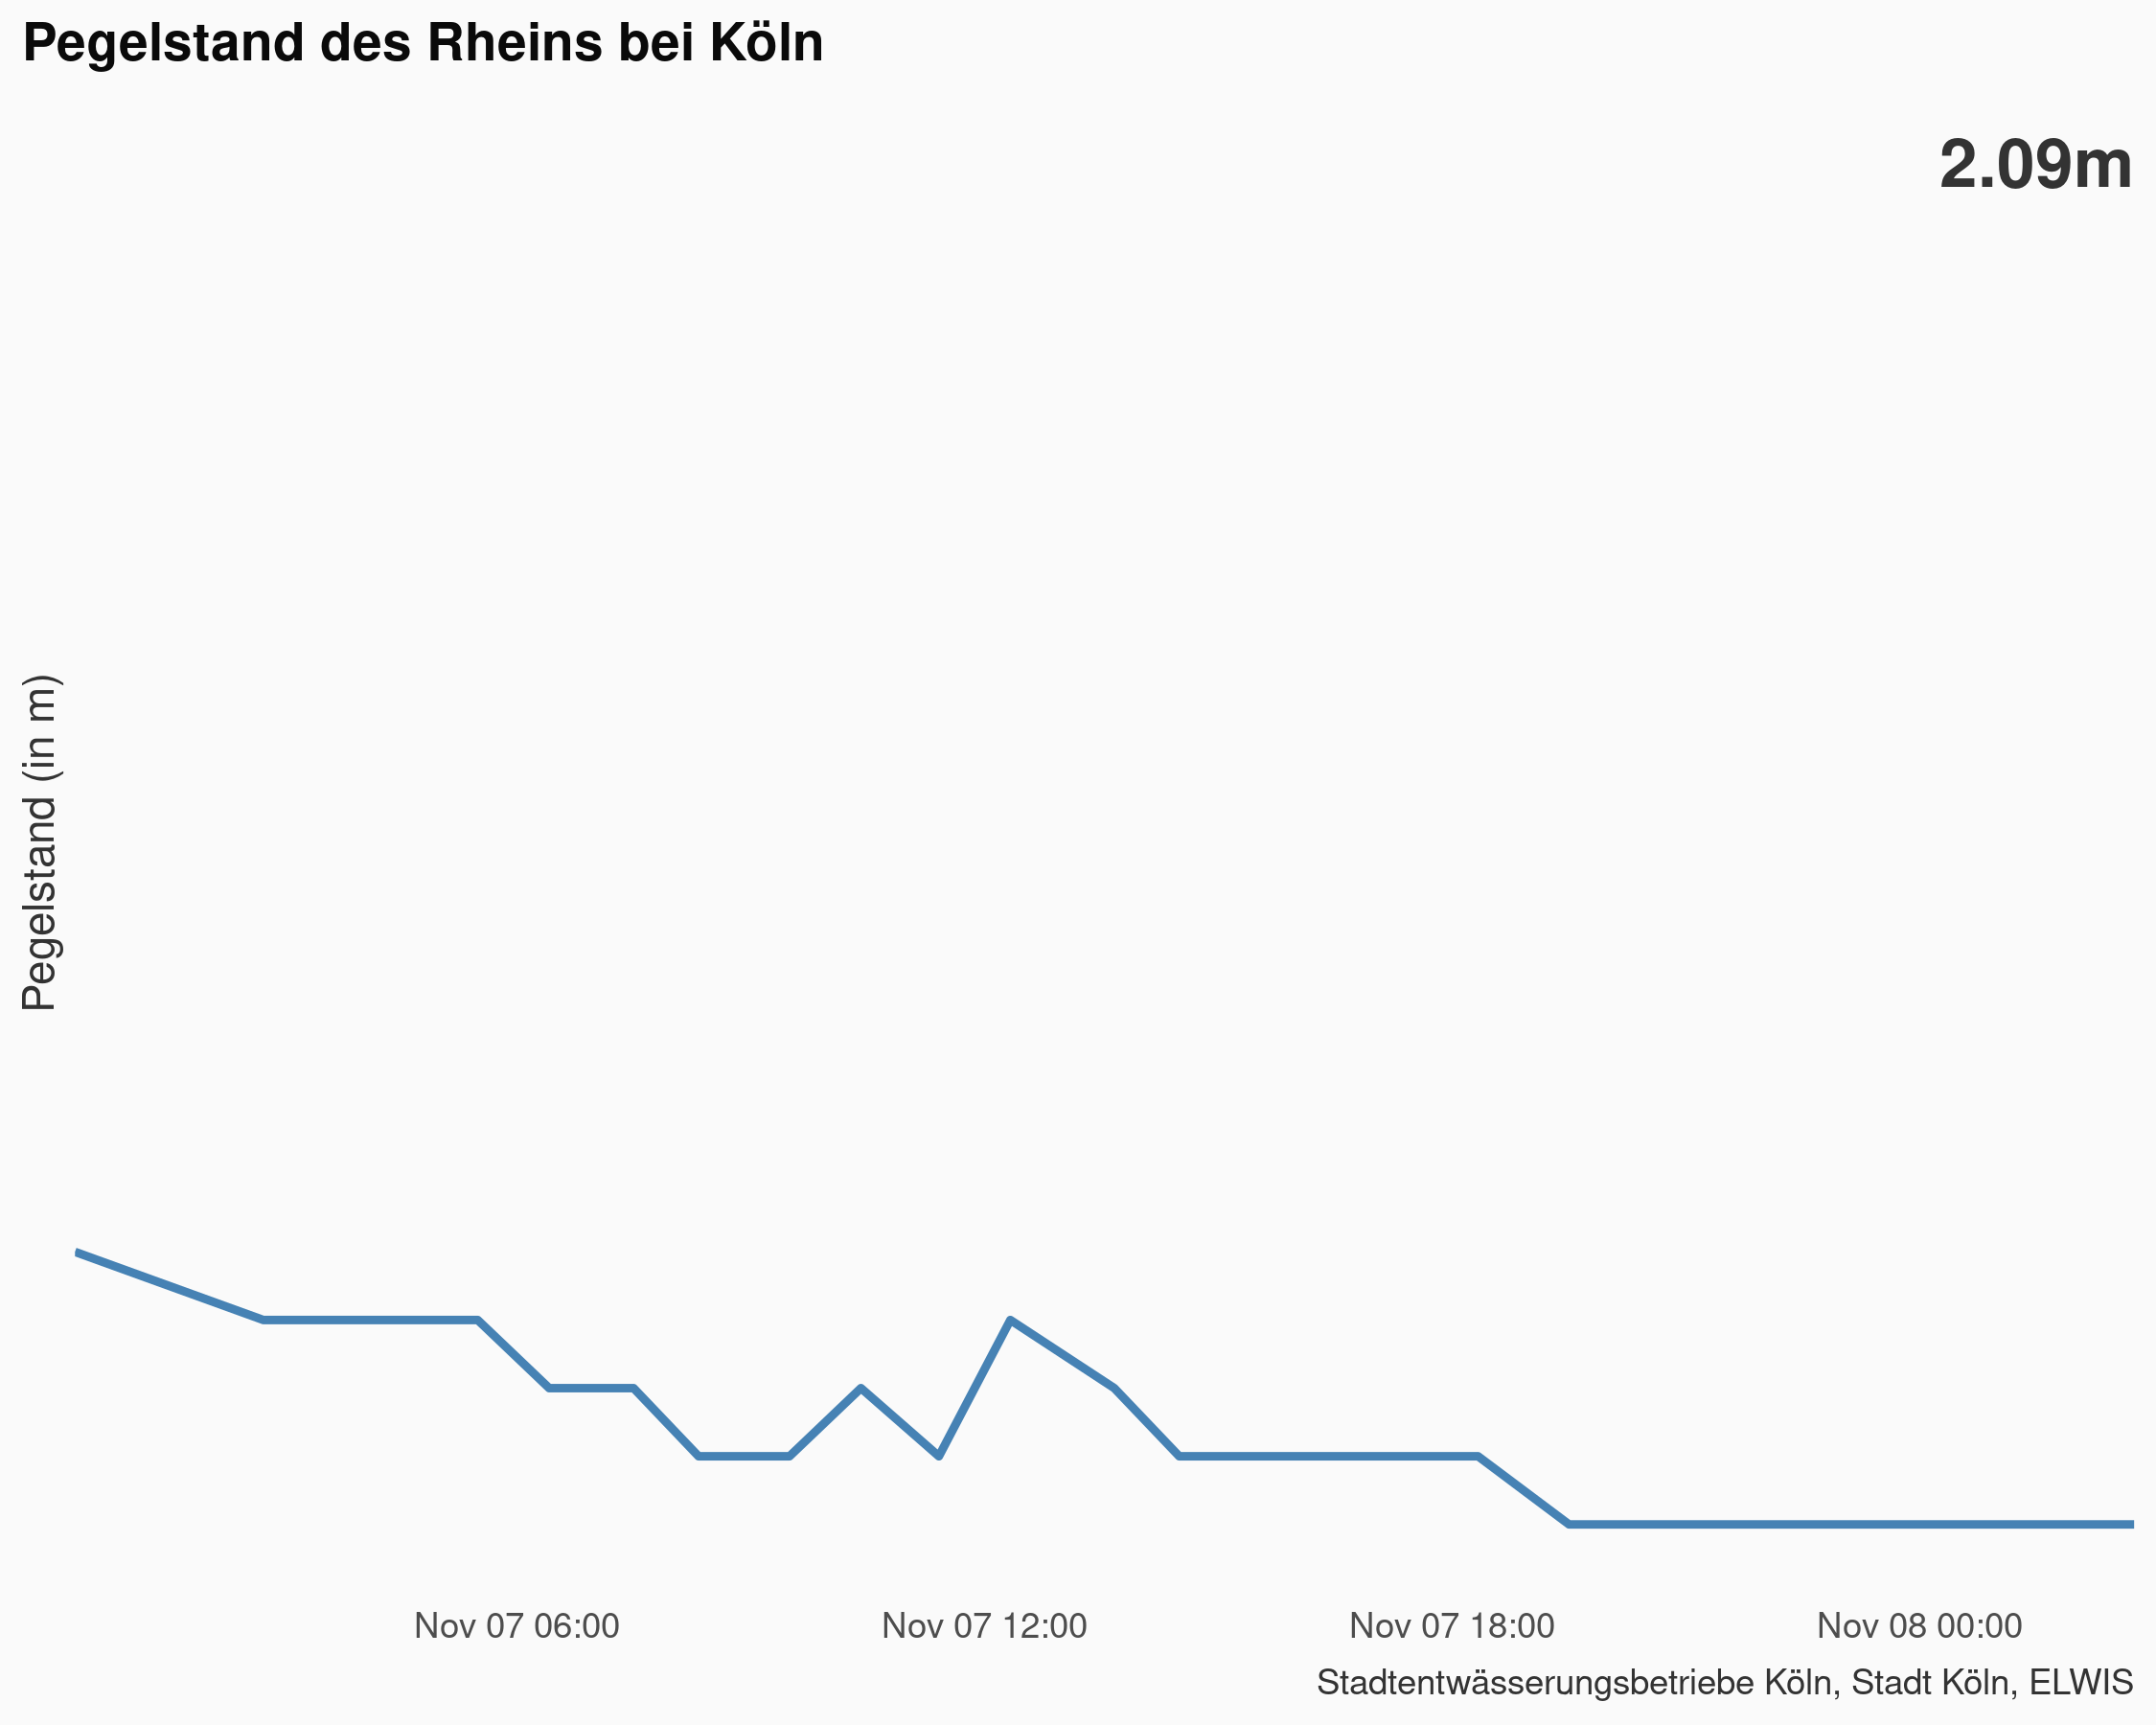 Pegelstand des Rheins bei Köln
2.09m
Pegelstand (in m)
Nov 07 06:00
Nov 07 12:00
Nov 07 18:00
Nov 08 00:00
Stadtentwässerungsbetriebe Köln, Stadt Köln, ELWIS